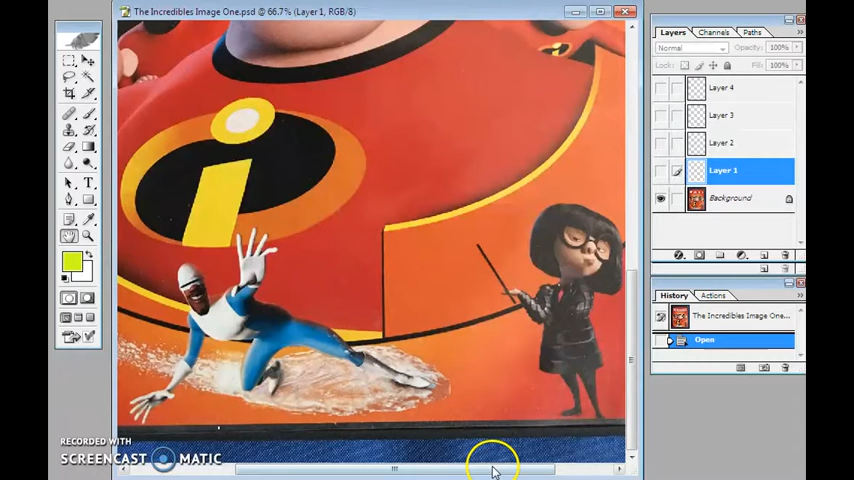 The Incredibles Image One.psd @ 66.7% (Layer 1, RGB/8)
Layers Channels Paths
Normal Opacity: 100%
Lock: Fill: 100%
Layer 4
Layer 3
Layer 2
Layer 1
Background
History Actions
The Incredibles Image One...
Open
T
i
RECORDED WITH
SCREENCAST MATIC